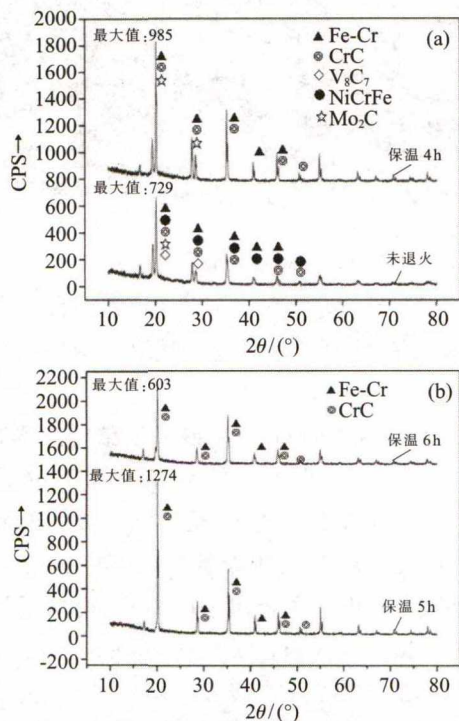 (a)
最大值:985
▲ Fe-Cr
⊗ CrC
◇ V₈C₇
● NiCrFe
☆ Mo₂C
2000
1800
1600
1400
1200
1000
800
600
400
200
0
CPS→
保温 4h
最大值:729
未退火
10 20 30 40 50 60 70 80
2θ/(°)
(b)
最大值:603
▲ Fe-Cr
⊗ CrC
2200
2000
1800
1600
1400
1200
1000
800
600
400
200
0
-200
CPS→
保温 6h
最大值:1274
保温 5h
10 20 30 40 50 60 70 80
2θ/(°)